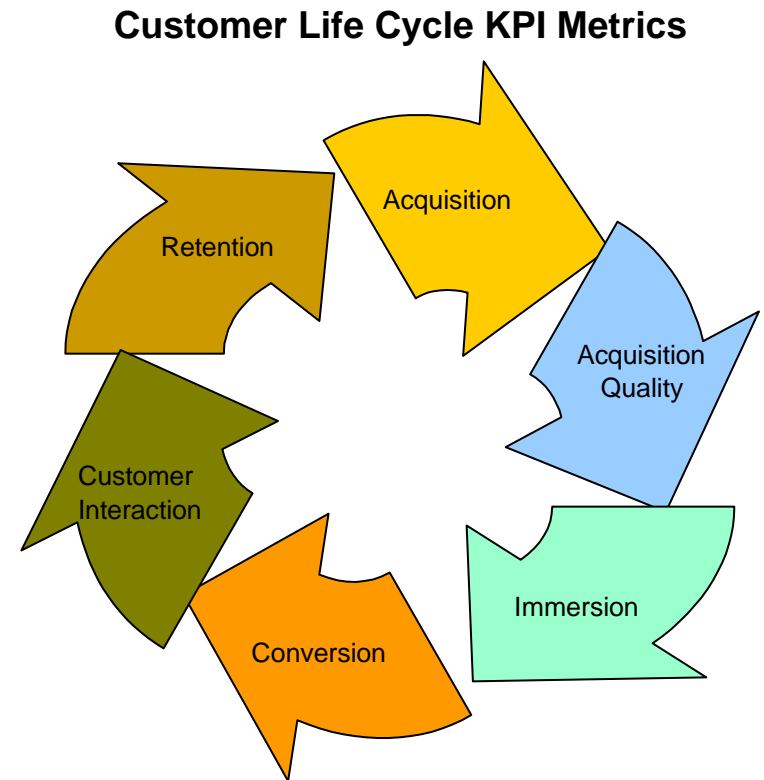 Customer Life Cycle KPI Metrics
Acquisition
Acquisition
Quality
Immersion
Conversion
Customer
Interaction
Retention